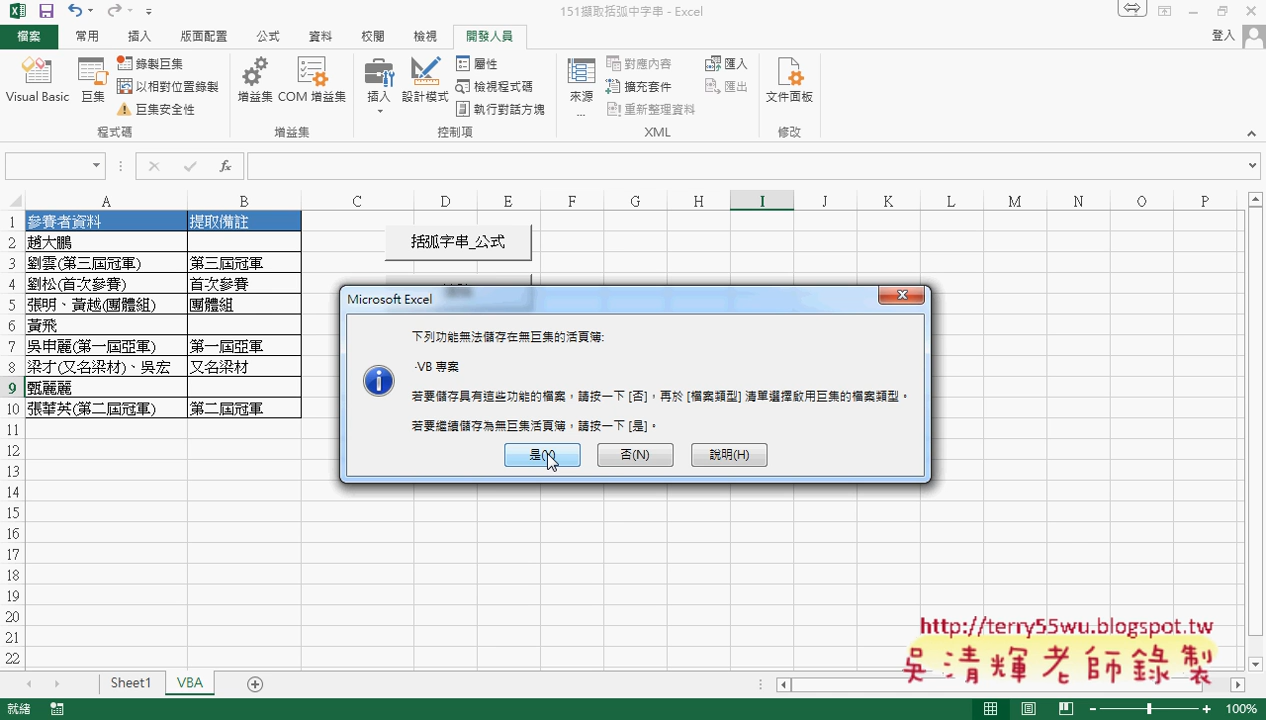 151擷取括弧中字串 - Excel
檔案 常用 插入 版面配置 公式 資料 校閱 檢視 開發人員 登入
Visual Basic 巨集 錄製巨集 以相對位置錄製 巨集安全性 程式碼
增益集 COM 增益集 增益集
插入 設計模式 屬性 檢視程式碼 執行對話方塊 控制項
來源 ... 對應內容 擴充套件 重新整理資料 匯入 匯出 XML
文件面板 修改
fx
A B C D E F G H I J K L M N O P
1 參賽者資料 提取備註
2 趙大鵬
3 劉雲(第三屆冠軍) 第三屆冠軍
4 劉松(首次參賽) 首次參賽
5 張明、黃越(團體組) 團體組
6 黃飛
7 吳申麗(第一屆亞軍) 第一屆亞軍
8 梁才(又名梁材)、吳宏 又名梁材
9 甄麗麗
10 張華英(第二屆冠軍) 第二屆冠軍
11
12
13
14
15
16
17
18
19
20
21
22
括弧字串_公式
Microsoft Excel
下列功能無法儲存在無巨集的活頁簿:
‧VB 專案
若要儲存具有這些功能的檔案，請按一下 [否]，再於 [檔案類型] 清單選擇啟用巨集的檔案類型。
若要繼續儲存為無巨集活頁簿，請按一下 [是]。
是(Y) 否(N) 說明(H)
http://terry55wu.blogspot.tw
吳清輝老師錄製
Sheet1 VBA
就緒 100%